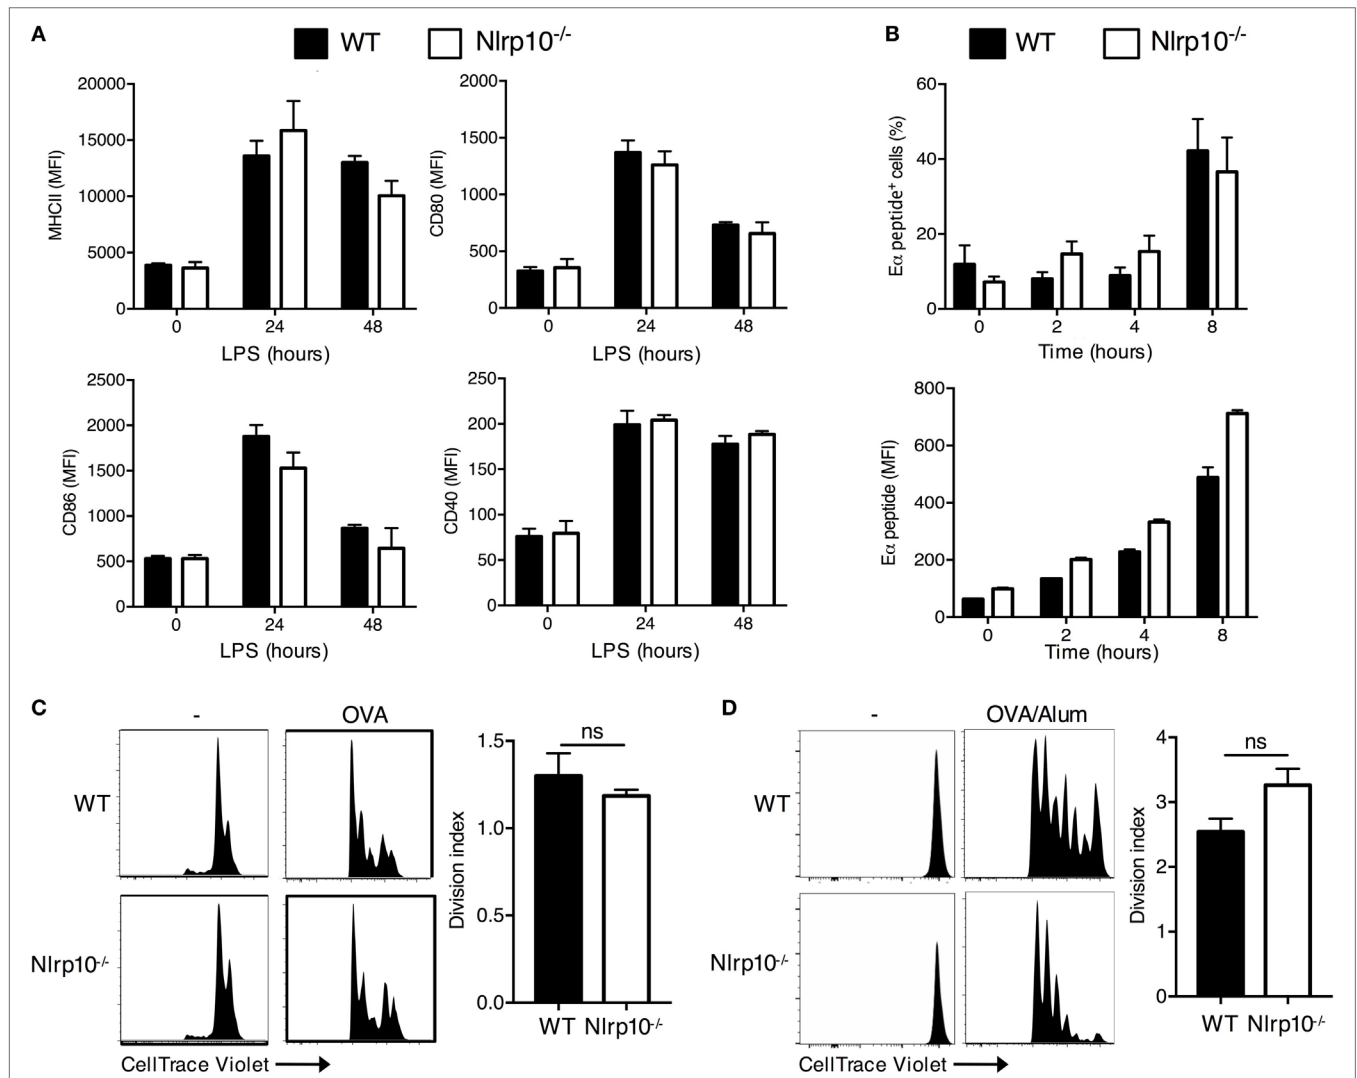 A
WT
Nlrp10-/-
B
WT
Nlrp10-/-
20000
15000
10000
5000
0
MHCII (MFI)
0
24
48
LPS (hours)
2000
1500
1000
500
0
CD80 (MFI)
0
24
48
LPS (hours)
60
40
20
0
Eα peptide+ cells (%)
0
2
4
8
Time (hours)
2500
2000
1500
1000
500
0
CD86 (MFI)
0
24
48
LPS (hours)
250
200
150
100
50
0
CD40 (MFI)
0
24
48
LPS (hours)
800
600
400
200
0
Eα peptide (MFI)
0
2
4
8
Time (hours)
C
-
OVA
WT
Nlrp10-/-
CellTrace Violet
1.5
1.0
0.5
0.0
Division index
ns
WT
Nlrp10-/-
D
-
OVA/Alum
WT
Nlrp10-/-
CellTrace Violet
4
3
2
1
0
Division index
ns
WT
Nlrp10-/-